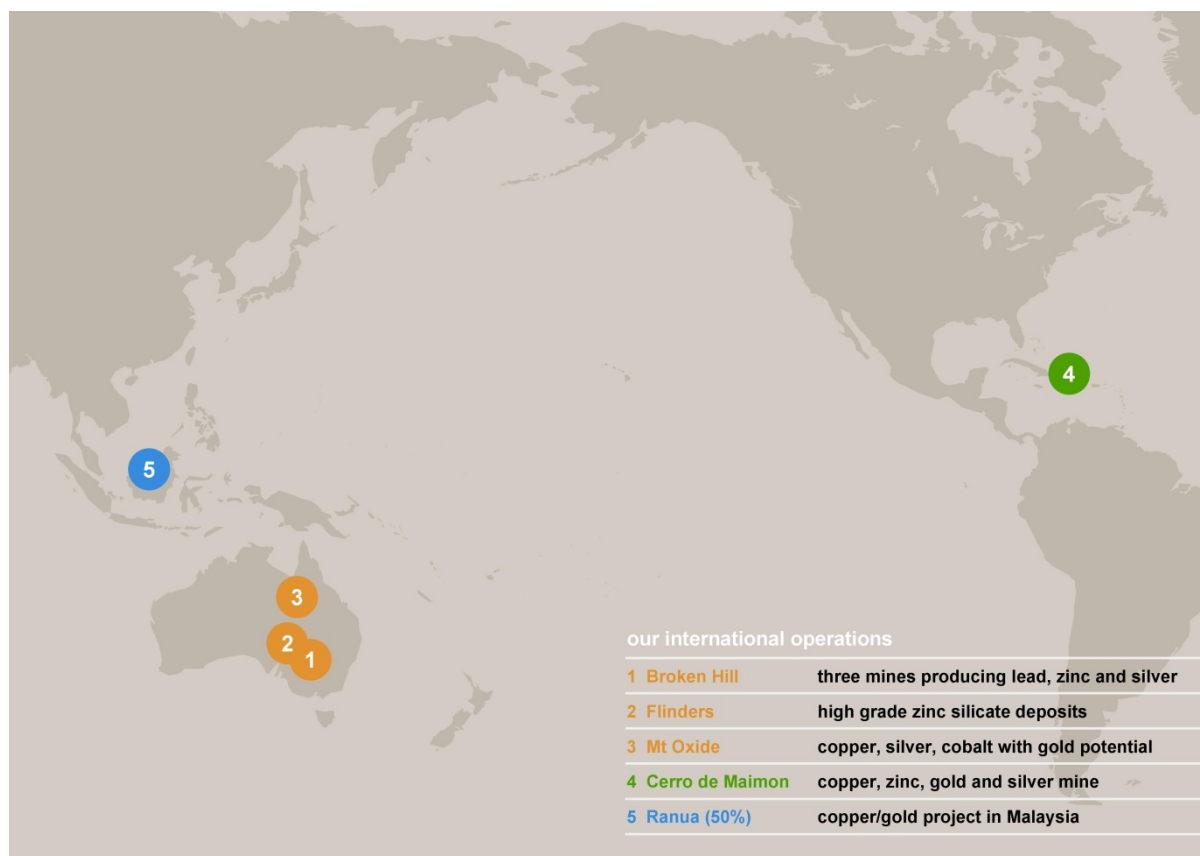 4
5
3
2
1
our international operations
1 Broken Hill three mines producing lead, zinc and silver
2 Flinders high grade zinc silicate deposits
3 Mt Oxide copper, silver, cobalt with gold potential
4 Cerro de Maimon copper, zinc, gold and silver mine
5 Ranua (50%) copper/gold project in Malaysia